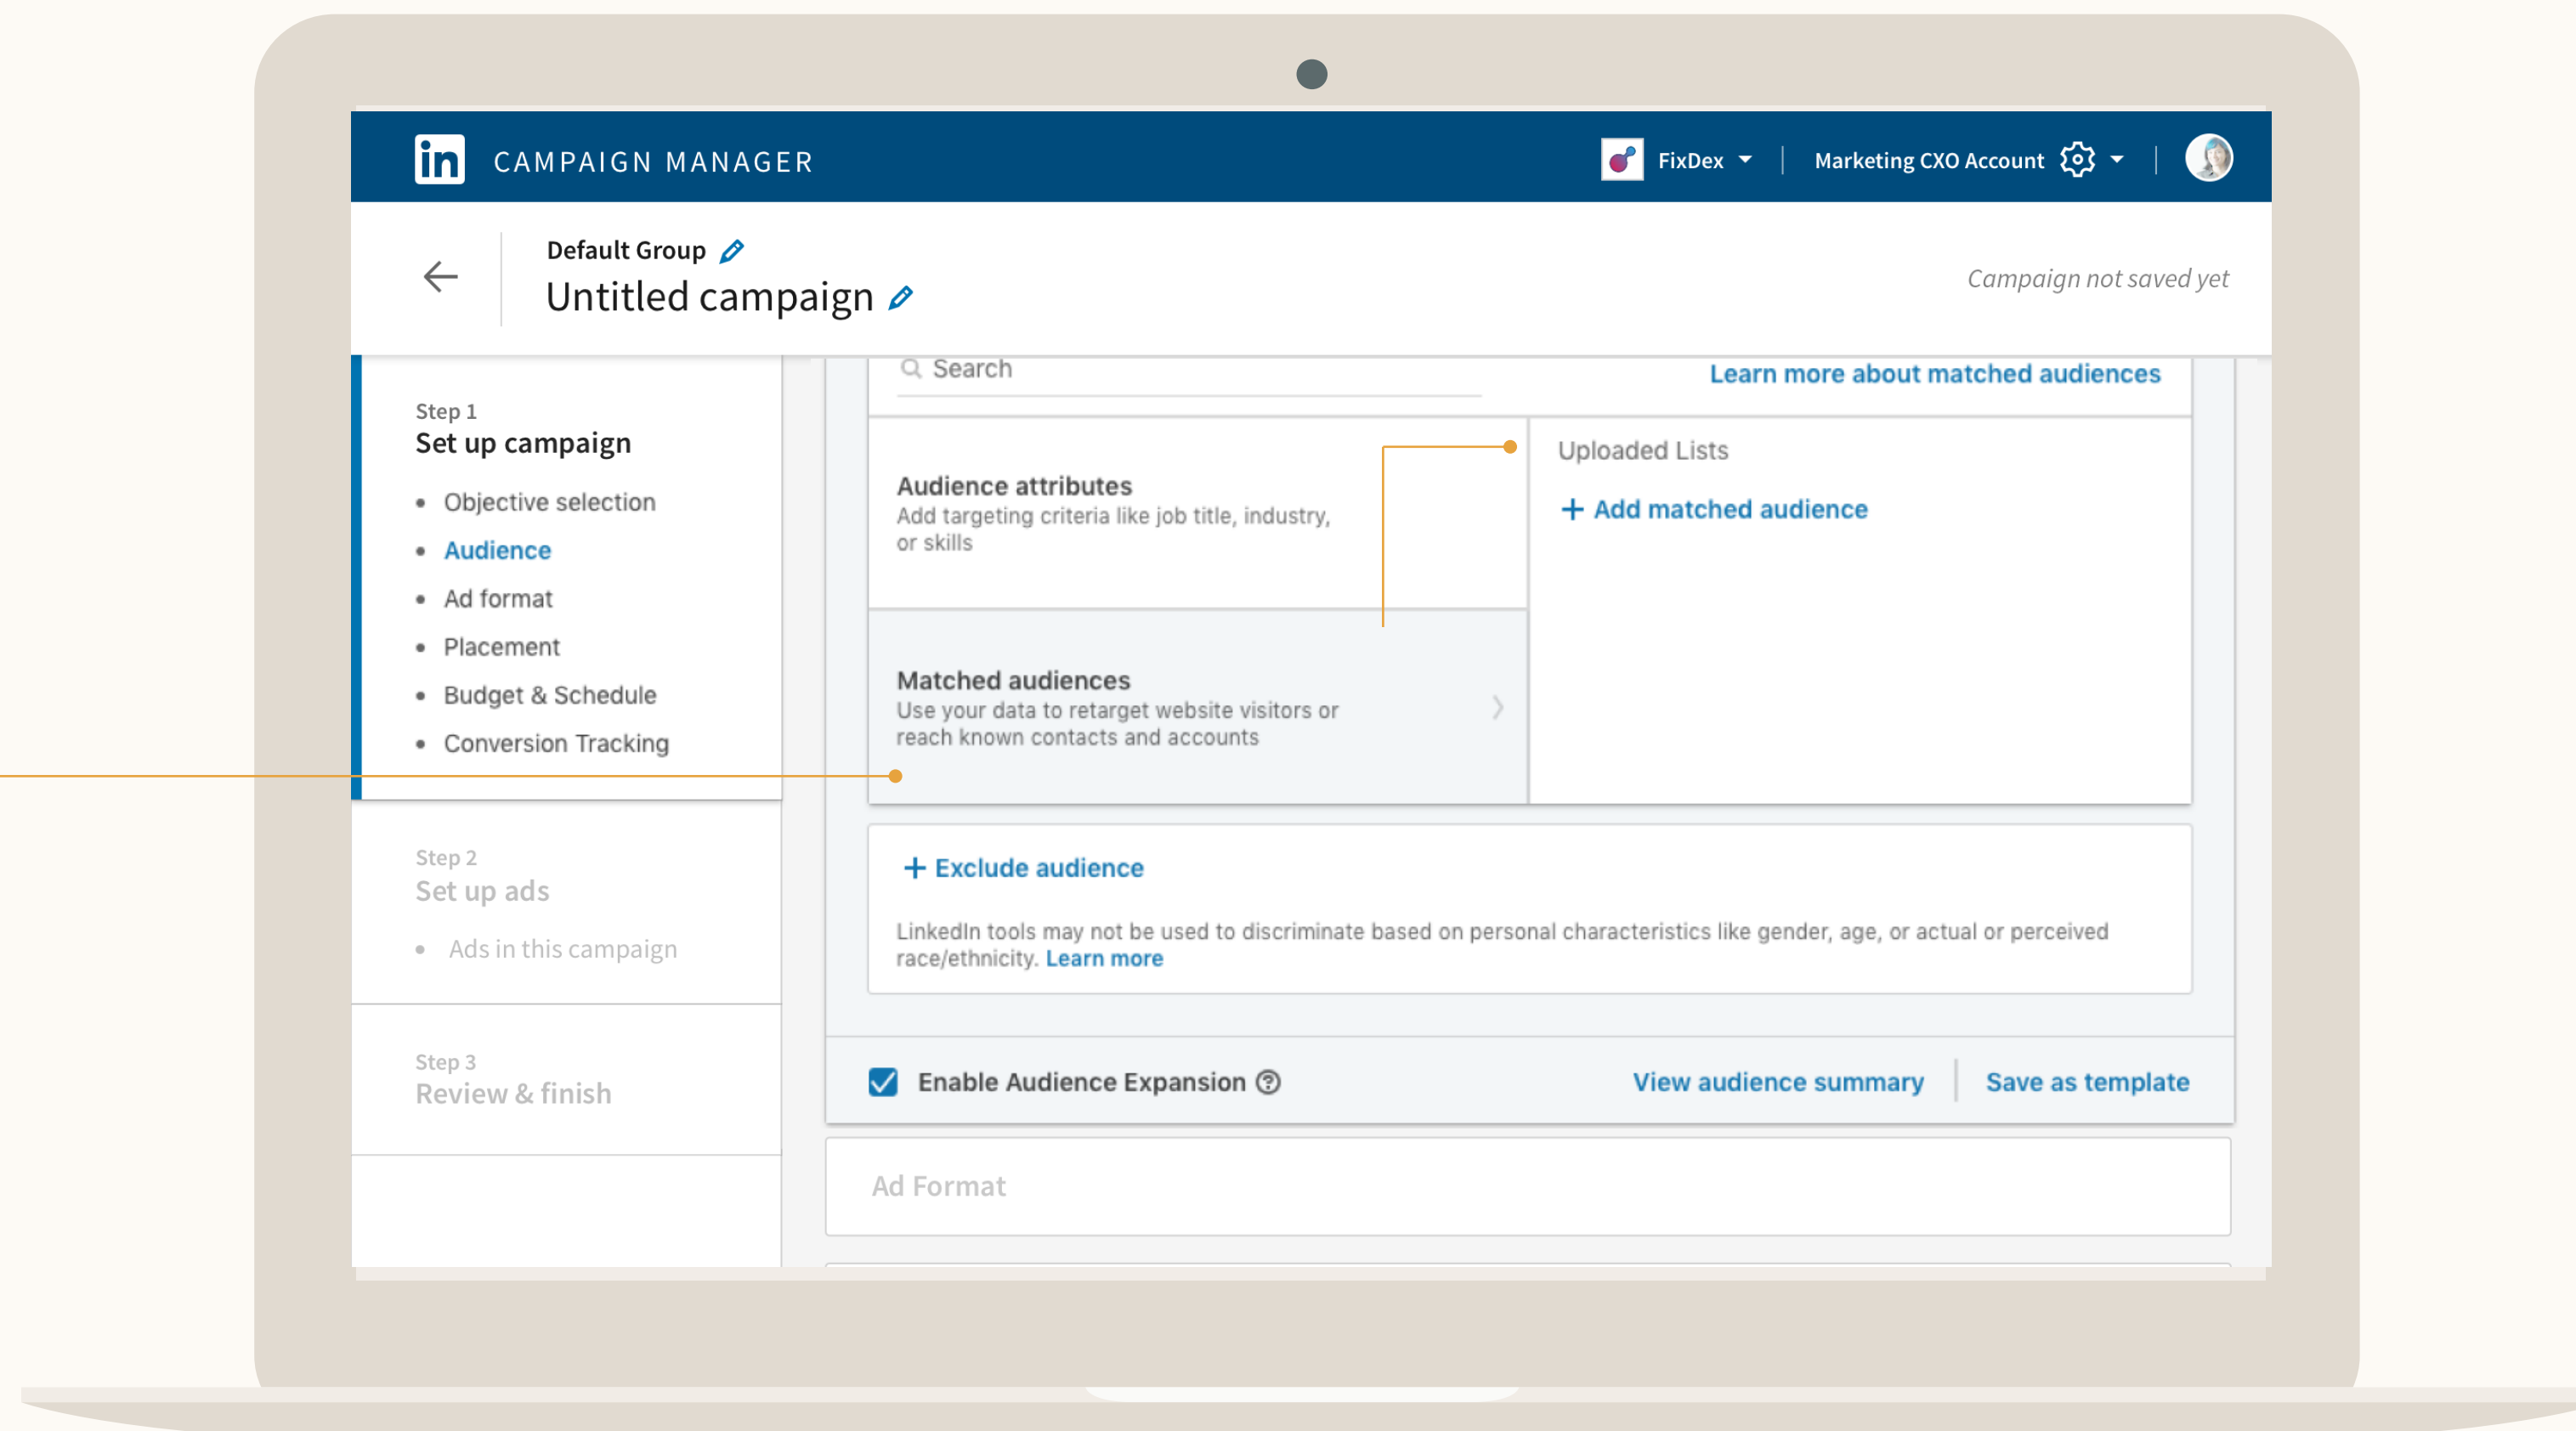 in CAMPAIGN MANAGER
FixDex
Marketing CXO Account
Default Group
Untitled campaign
Campaign not saved yet
Step 1
Set up campaign
• Objective selection
• Audience
• Ad format
• Placement
• Budget & Schedule
• Conversion Tracking
Step 2
Set up ads
• Ads in this campaign
Step 3
Review & finish
Search
Learn more about matched audiences
Audience attributes
Add targeting criteria like job title, industry,
or skills
Matched audiences
Use your data to retarget website visitors or
reach known contacts and accounts
Uploaded Lists
+ Add matched audience
+ Exclude audience
LinkedIn tools may not be used to discriminate based on personal characteristics like gender, age, or actual or perceived
race/ethnicity. Learn more
Enable Audience Expansion ?
View audience summary
Save as template
Ad Format